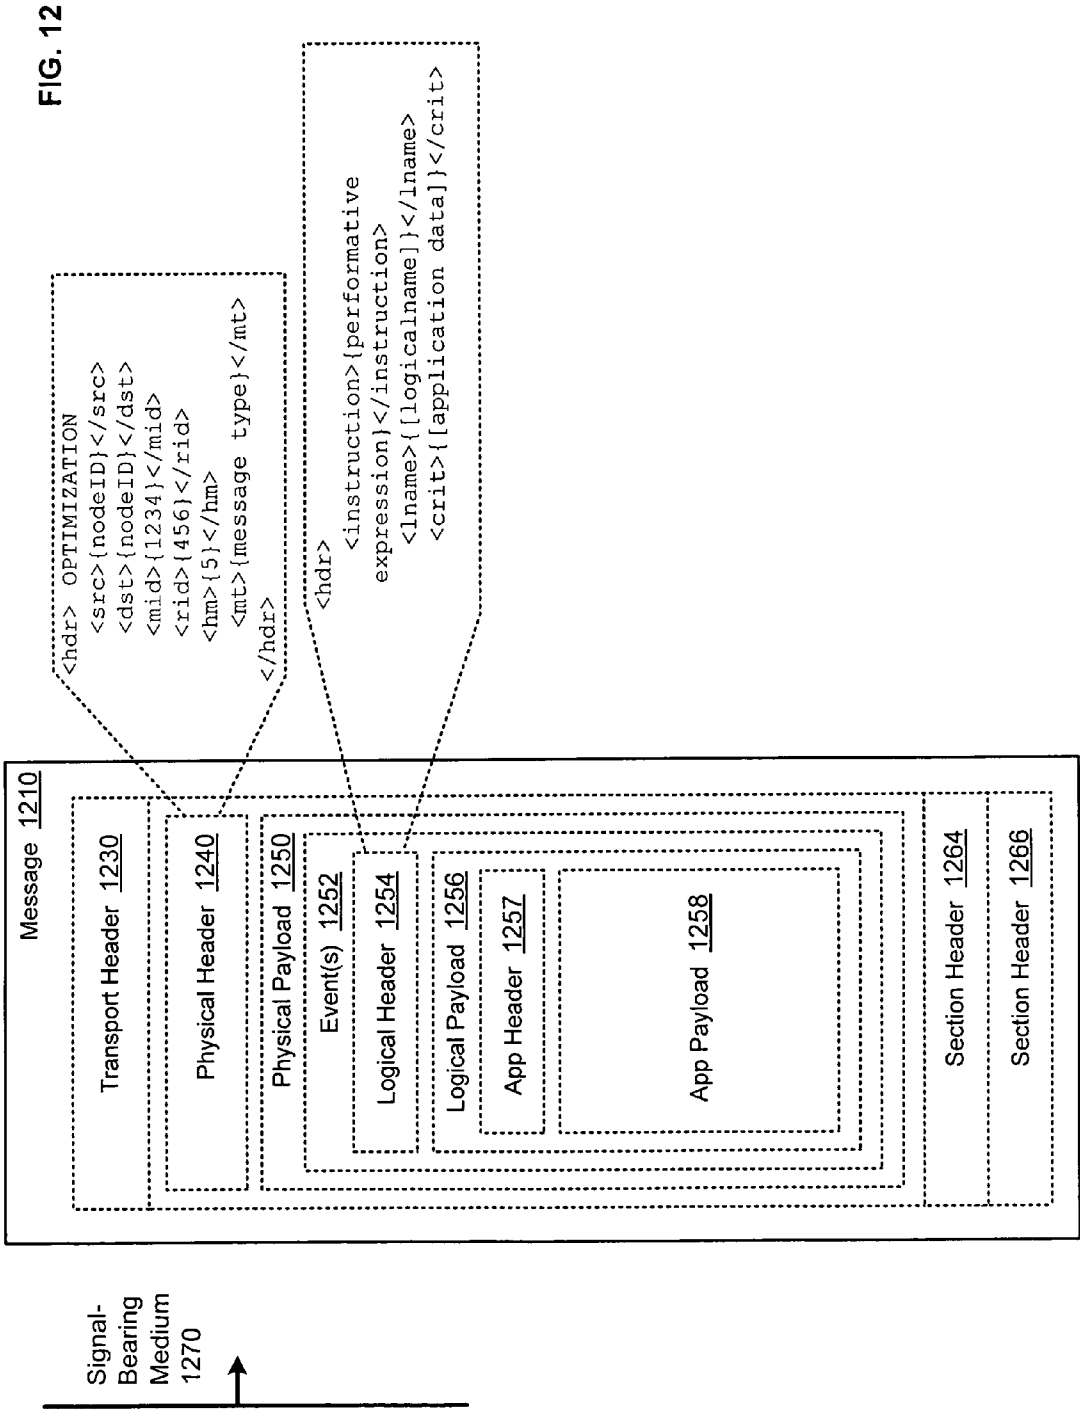 FIG. 12
Signal-
Bearing
Medium
1270
Message 1210
Transport Header 1230
Physical Header 1240
Physical Payload 1250
Event(s) 1252
Logical Header 1254
Logical Payload 1256
App Header 1257
App Payload 1258
Section Header 1264
Section Header 1266
<hdr> OPTIMIZATION
<src>{nodeID}</src>
<dst>{nodeID}</dst>
<mid>{1234}</mid>
<rid>{456}</rid>
<hm>{5}</hm>
<mt>{message type}</mt>
</hdr>
<hdr>
<instruction>{performative
expression}</instruction>
<lname>{[logicalname]}</lname>
<crit>{[application data]}</crit>